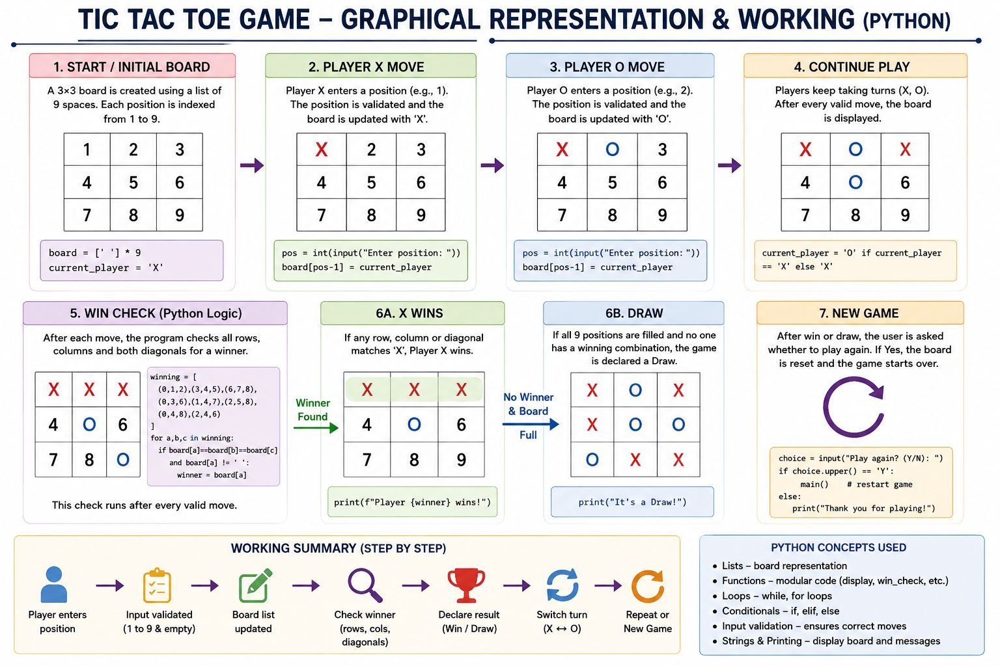 TIC TAC TOE GAME – GRAPHICAL REPRESENTATION & WORKING (PYTHON)
1. START / INITIAL BOARD
A 3×3 board is created using a list of
9 spaces. Each position is indexed
from 1 to 9.
1 2 3
4 5 6
7 8 9
board = [' '] * 9
current_player = 'X'
2. PLAYER X MOVE
Player X enters a position (e.g., 1).
The position is validated and the
board is updated with ‘X’.
X 2 3
4 5 6
7 8 9
pos = int(input("Enter position: "))
board[pos-1] = current_player
3. PLAYER O MOVE
Player O enters a position (e.g., 2).
The position is validated and the
board is updated with ‘O’.
X O 3
4 5 6
7 8 9
pos = int(input("Enter position: "))
board[pos-1] = current_player
4. CONTINUE PLAY
Players keep taking turns (X, O).
After every valid move, the board
is displayed.
X O X
4 O 6
7 8 9
current_player = 'O' if current_player
== 'X' else 'X'
5. WIN CHECK (Python Logic)
After each move, the program checks all rows,
columns and both diagonals for a winner.
X X X
4 O 6
7 8 O
winning = [
(0,1,2),(3,4,5),(6,7,8),
(0,3,6),(1,4,7),(2,5,8),
(0,4,8),(2,4,6)
]
for a,b,c in winning:
if board[a]==board[b]==board[c]
and board[a] != ' ':
winner = board[a]
This check runs after every valid move.
Winner
Found
6A. X WINS
If any row, column or diagonal
matches ‘X’, Player X wins.
X X X
4 O 6
7 8 9
print(f"Player {winner} wins!")
No Winner
& Board
Full
6B. DRAW
If all 9 positions are filled and no one
has a winning combination, the game
is declared a Draw.
X O X
X O O
O X X
print("It's a Draw!")
7. NEW GAME
After win or draw, the user is asked
whether to play again. If Yes, the board
is reset and the game starts over.
choice = input("Play again? (Y/N): ")
if choice.upper() == 'Y':
main() # restart game
else:
print("Thank you for playing!")
WORKING SUMMARY (STEP BY STEP)
Player enters
position
Input validated
(1 to 9 & empty)
Board list
updated
Check winner
(rows, cols,
diagonals)
Declare result
(Win / Draw)
Switch turn
(X ↔ O)
Repeat or
New Game
PYTHON CONCEPTS USED
• Lists – board representation
• Functions – modular code (display, win_check, etc.)
• Loops – while, for loops
• Conditionals – if, elif, else
• Input validation – ensures correct moves
• Strings & Printing – display board and messages